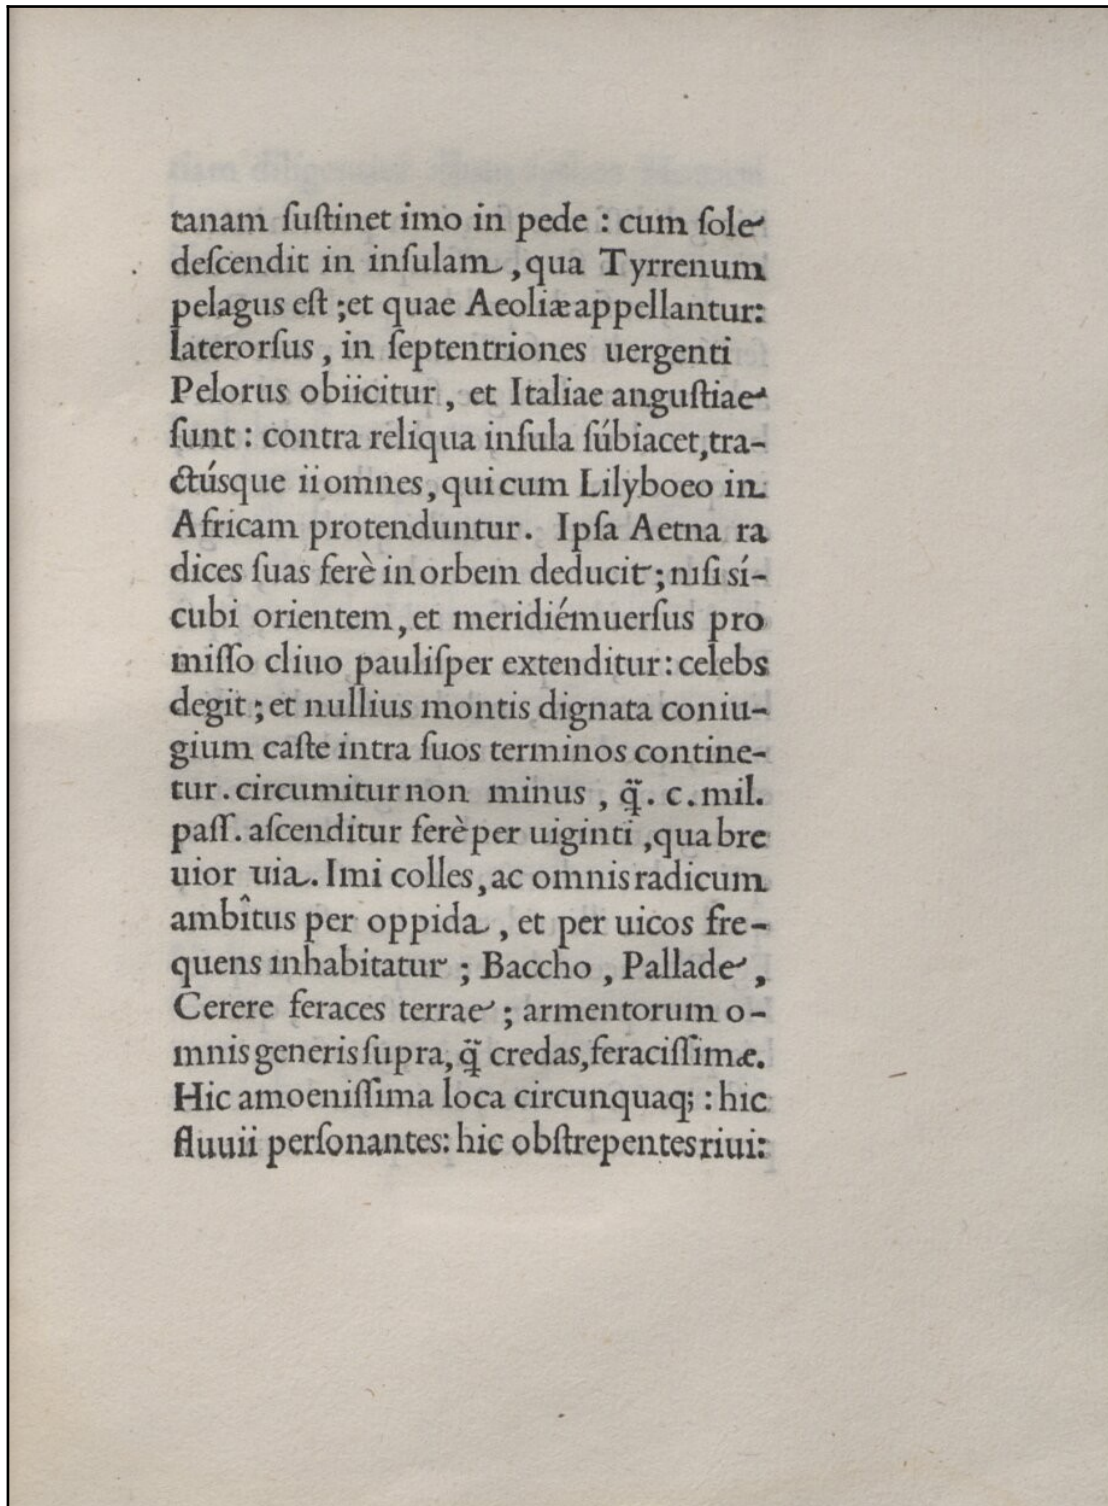 tanam ſuſtinet imo in pede : cum ſole
deſcendit in inſulam , qua Tyrrenum
pelagus eſt ; et quae Aeoliæ appellantur:
laterorſus , in ſeptentriones uergenti
Pelorus obiicitur , et Italiae anguſtiae
ſunt : contra reliqua inſula ſúbiacet, tra-
ctúsque ii omnes, qui cum Lilyboeo in
Africam protenduntur. Ipſa Aetna ra
dices ſuas ferè in orbem deducit ; niſi sí-
cubi orientem, et meridiémuerſus pro
miſſo cliuo pauliſper extenditur : celebs
degit ; et nullius montis dignata coniu-
gium caſte intra ſuos terminos contine-
tur. circumitur non minus , q̃. c. mil.
paſſ. aſcenditur ferè per uiginti , qua bre
uior uia. Imi colles, ac omnis radicum
ambîtus per oppida , et per uicos fre-
quens inhabitatur ; Baccho , Pallade ,
Cerere feraces terrae ; armentorum o-
mnis generis ſupra, q̃ credas, feraciſſimæ.
Hic amoeniſſima loca circunquaq; : hic
fluuii perſonantes: hic obſtrepentes riui: